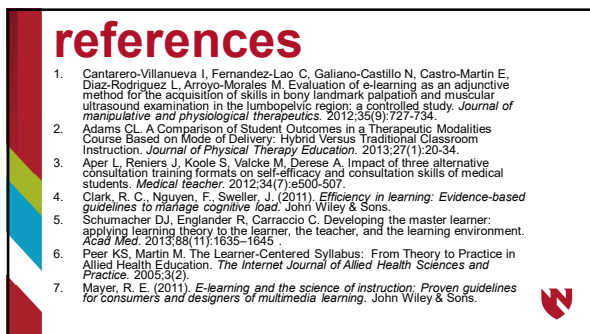 references
1. Cantarero-Villanueva I, Fernandez-Lao C, Galiano-Castillo N, Castro-Martin E,
Diaz-Rodriguez L, Arroyo-Morales M. Evaluation of e-learning as an adjunctive
method for the acquisition of skills in bony landmark palpation and muscular
ultrasound examination in the lumbopelvic region: a controlled study. Journal of
manipulative and physiological therapeutics. 2012;35(9):727-734.
2. Adams CL. A Comparison of Student Outcomes in a Therapeutic Modalities
Course Based on Mode of Delivery: Hybrid Versus Traditional Classroom
Instruction. Journal of Physical Therapy Education. 2013;27(1):20-34.
3. Aper L, Reniers J, Koole S, Valcke M, Derese A. Impact of three alternative
consultation training formats on self-efficacy and consultation skills of medical
students. Medical teacher. 2012;34(7):e500-507.
4. Clark, R. C., Nguyen, F., Sweller, J. (2011). Efficiency in learning: Evidence-based
guidelines to manage cognitive load. John Wiley & Sons.
5. Schumacher DJ, Englander R, Carraccio C. Developing the master learner:
applying learning theory to the learner, the teacher, and the learning environment.
Acad Med. 2013;88(11):1635–1645 .
6. Peer KS, Martin M. The Learner-Centered Syllabus: From Theory to Practice in
Allied Health Education. The Internet Journal of Allied Health Sciences and
Practice. 2005;3(2).
7. Mayer, R. E. (2011). E-learning and the science of instruction: Proven guidelines
for consumers and designers of multimedia learning. John Wiley & Sons.
N